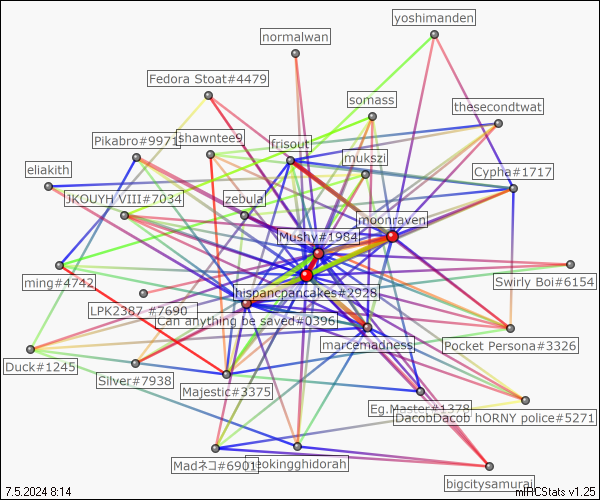 yoshimanden
normalwan
Fedora Stoat#4479
somass
thesecondtwat
Pikabro#9971
shawntee9
frisout
mukszi
eliakith
Cypha#1717
JKOUYH VIII#7034
zebula
moonraven
Mushy#1984
ming#4742
Swirly Boi#6154
hispancpancakes#2928
LPK2387 #7690
Can anything be saved#0396
marcemadness
Pocket Persona#3326
Duck#1245
Silver#7938
Majestic#3375
Eg.Master#1378
DacobDacob hORNY police#5271
Madネコ#6901
eokingghidorah
bigcitysamurai
7.5.2024 8:14
mIRCStats v1.25